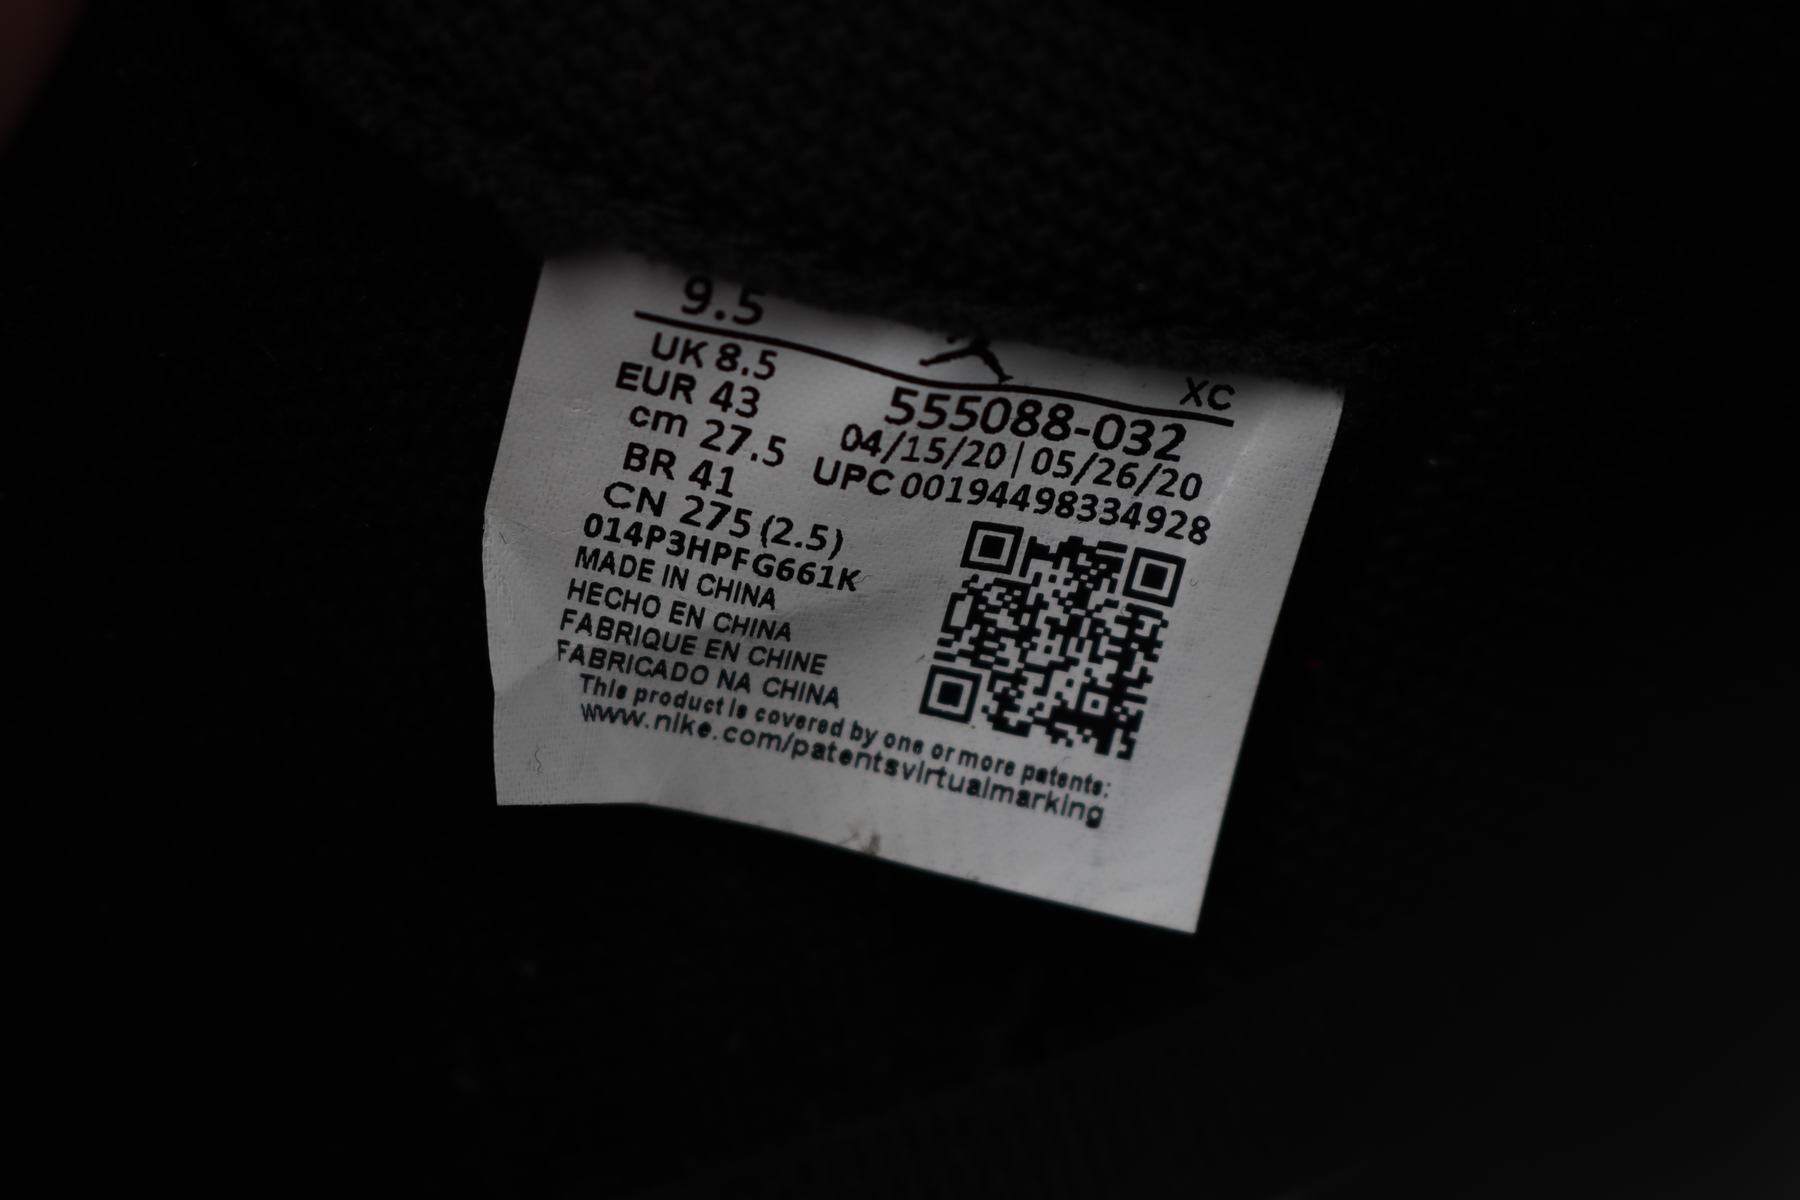 9.5
XC
UK 8.5
EUR 43
cm 27.5
BR 41
CN 275 (2.5)
555088-032
04/15/20 | 05/26/20
UPC 00194498334928
014P3HPFG661K
MADE IN CHINA
HECHO EN CHINA
FABRIQUE EN CHINE
FABRICADO NA CHINA
This product is covered by one or more patents:
www.nike.com/patentsvirtualmarking